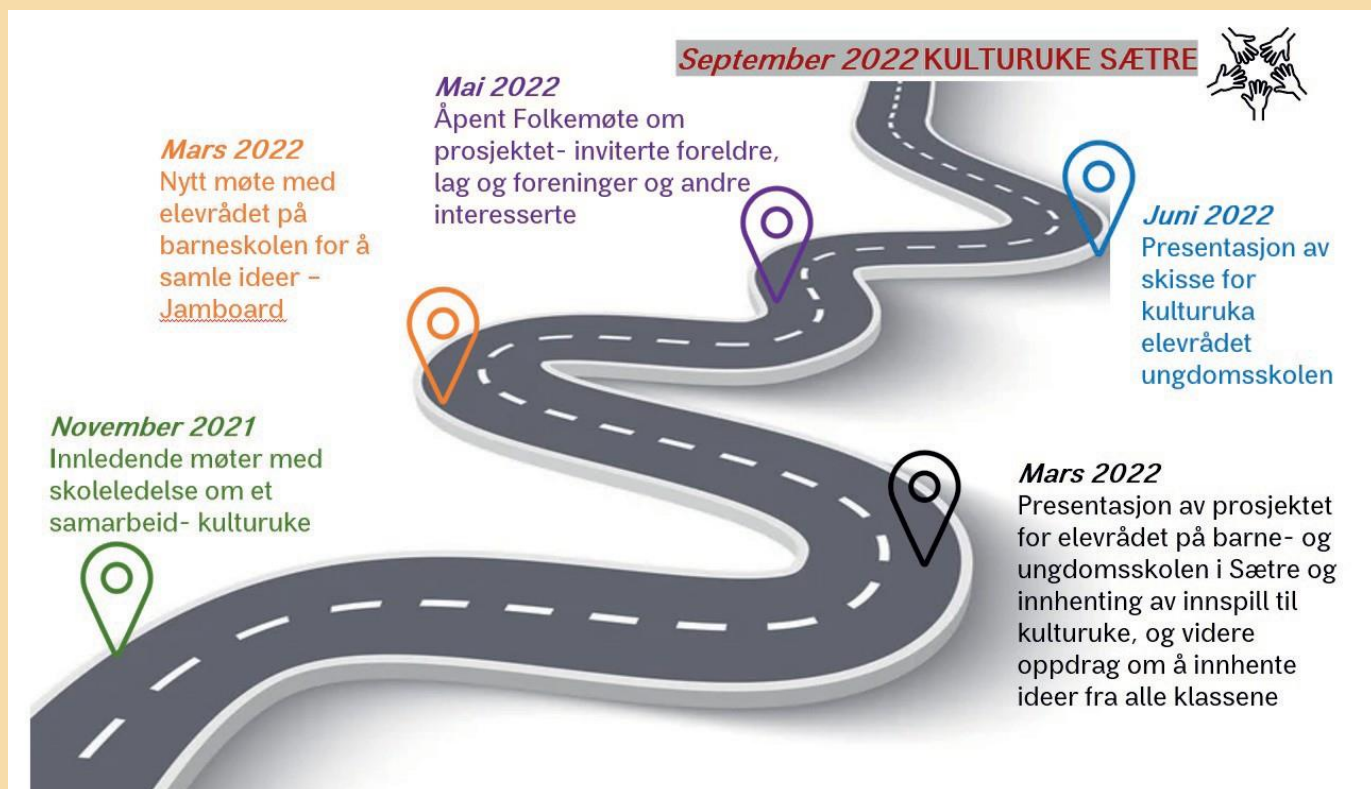 September 2022 KULTURUKE SÆTRE
Mai 2022
Åpent Folkemøte om
prosjektet- inviterte foreldre,
lag og foreninger og andre
interesserte
Mars 2022
Nytt møte med
elevrådet på
barneskolen for å
samle ideer –
Jamboard
Juni 2022
Presentasjon av
skisse for
kulturuka
elevrådet
ungdomsskolen
November 2021
Innledende møter med
skoleledelse om et
samarbeid- kulturuke
Mars 2022
Presentasjon av prosjektet
for elevrådet på barne- og
ungdomsskolen i Sætre og
innhenting av innspill til
kulturuke, og videre
oppdrag om å innhente
ideer fra alle klassene